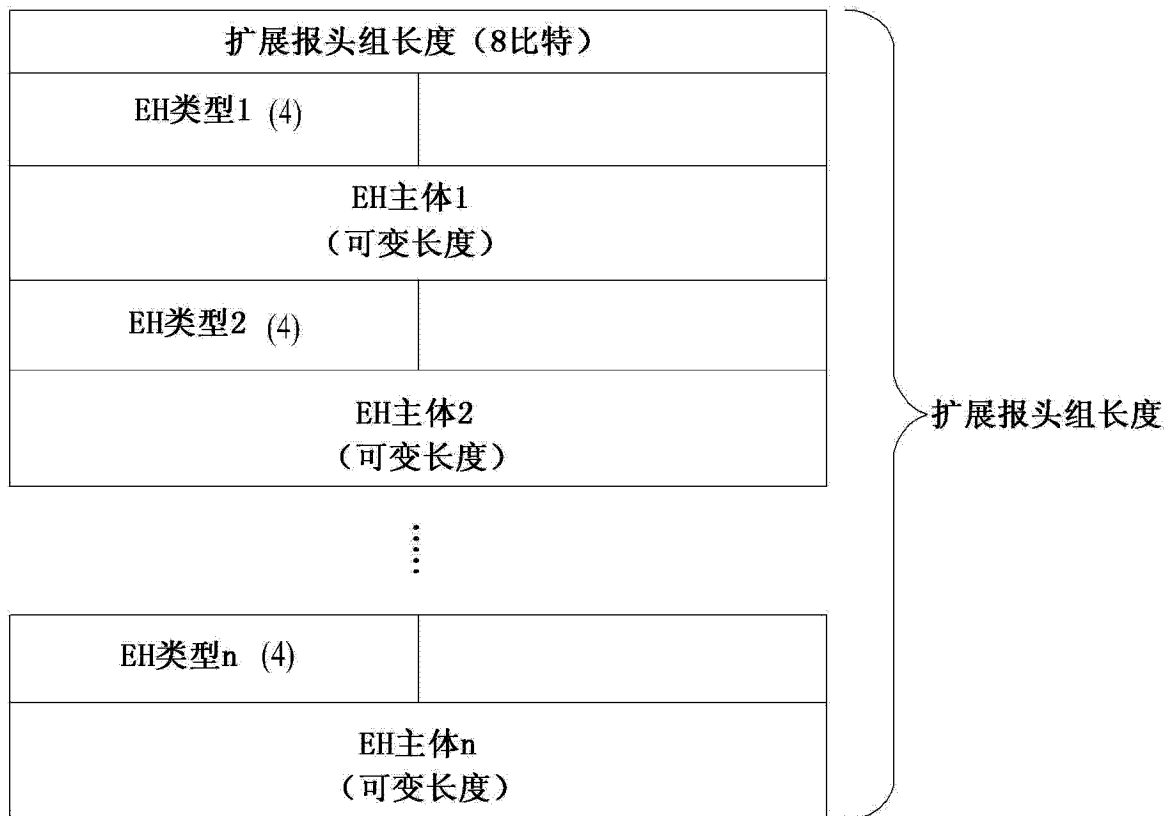 扩展报头组长度（8比特）
EH类型1 (4)
EH主体1
（可变长度）
EH类型2 (4)
EH主体2
（可变长度）
扩展报头组长度
EH类型n (4)
EH主体n
（可变长度）